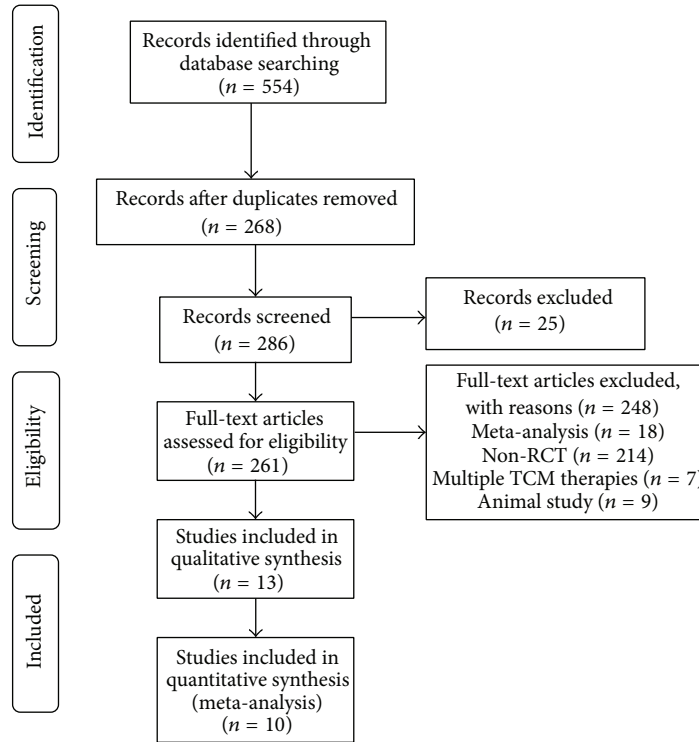 Identification
Records identified through
database searching
(n = 554)
Screening
Records after duplicates removed
(n = 268)
Records screened
(n = 286)
Records excluded
(n = 25)
Eligibility
Full-text articles
assessed for eligibility
(n = 261)
Full-text articles excluded,
with reasons (n = 248)
Meta-analysis (n = 18)
Non-RCT (n = 214)
Multiple TCM therapies (n = 7)
Animal study (n = 9)
Studies included in
qualitative synthesis
(n = 13)
Included
Studies included in
quantitative synthesis
(meta-analysis)
(n = 10)